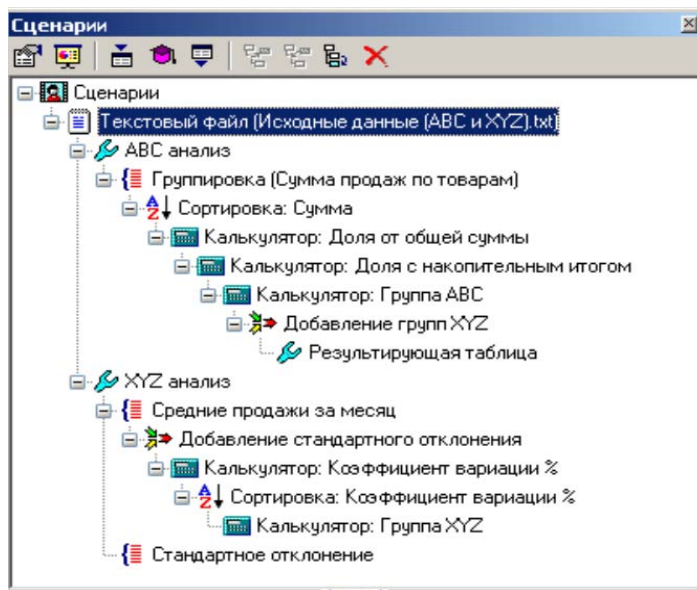 Сценарии
Сценарии
Текстовый файл (Исходные данные (ABC и XYZ).txt)
ABC анализ
Группировка (Сумма продаж по товарам)
Сортировка: Сумма
Калькулятор: Доля от общей суммы
Калькулятор: Доля с накопительным итогом
Калькулятор: Группа ABC
Добавление групп XYZ
Результирующая таблица
XYZ анализ
Средние продажи за месяц
Добавление стандартного отклонения
Калькулятор: Коэффициент вариации %
Сортировка: Коэффициент вариации %
Калькулятор: Группа XYZ
Стандартное отклонение